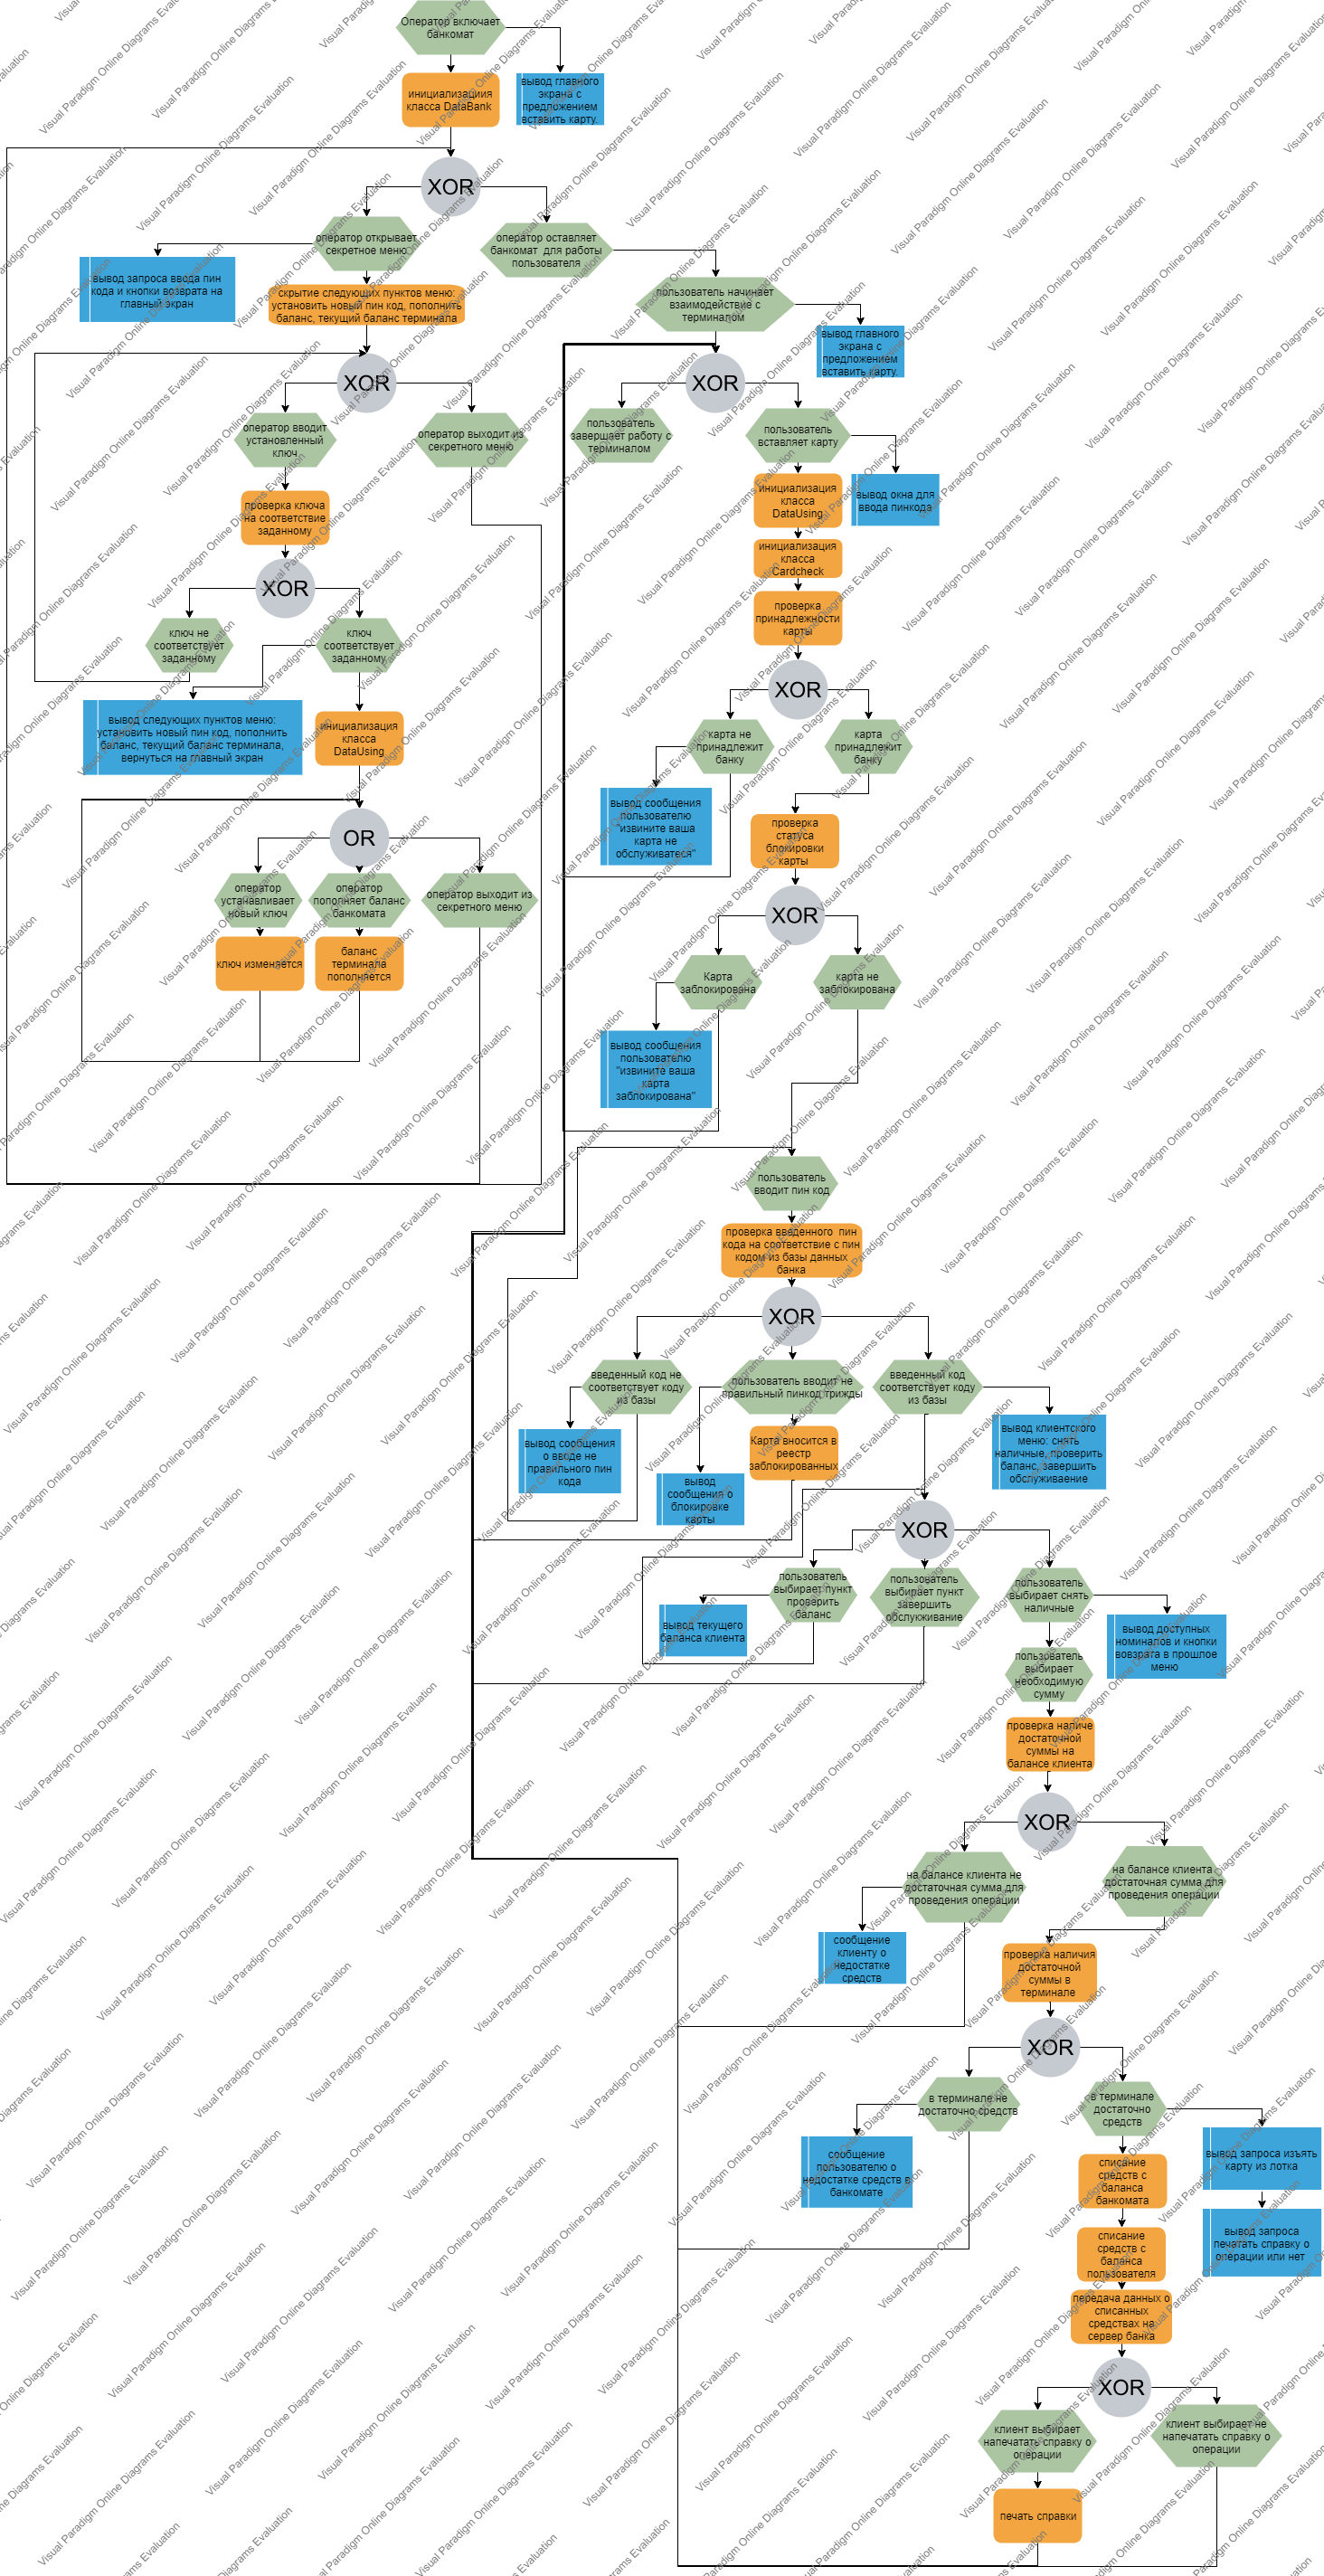 Оператор включает
банкомат
инициализациия
класса DataBank
вывод главного
экрана с
предложением
вставить карту.
XOR
оператор открывает
секретное меню
оператор оставляет
банкомат для работы
пользователя
вывод запроса ввода пин
кода и кнопки возврата на
главный экран
скрытие следующих пунктов меню:
установить новый пин код, пополнить
баланс, текущий баланс терминала
пользователь начинает
взаимодействие с
терминалом
вывод главного
экрана с
предложением
вставить карту.
XOR
XOR
оператор вводит
установленный
ключ
оператор выходит из
секретного меню
пользователь
завершает работу с
терминалом
пользователь
вставляет карту
проверка ключа
на соответствие
заданному
инициализация
класса
DataUsing
вывод окна для
ввода пинкода
XOR
инициализация
класса
Cardcheck
ключ не
соответствует
заданному
ключ
соответствует
заданному
проверка
принадлежности
карты
XOR
вывод следующих пунктов меню:
установить новый пин код, пополнить
баланс, текущий баланс терминала,
вернуться на главный экран
инициализация
класса
DataUsing
карта не
принадлежит
банку
карта
принадлежит
банку
вывод сообщения
пользователю
"извините ваша
карта не
обслуживатеся"
проверка
статуса
блокировки
карты
OR
оператор
устанавливает
новый ключ
оператор
пополняет баланс
банкомата
оператор выходит из
секретного меню
XOR
ключ изменяется
баланс
терминала
пополняется
Карта
заблокирована
карта не
заблокирована
вывод сообщения
пользователю
"извините ваша
карта
заблокирована"
пользователь
вводит пин код
проверка введенного пин
кода на соответствие с пин
кодом из базы данных
банка
XOR
введенный код не
соответствует коду
из базы
пользователь вводит не
правильный пинкод трижды
введенный код
соответствует коду
из базы
вывод сообщения
о вводе не
правильного пин
кода
вывод
сообщения о
блокировке
карты
Карта вносится в
реестр
заблокированных
вывод клиентского
меню: снять
наличные, проверить
баланс, завершить
обслуживаение
XOR
пользователь
выбирает пункт
проверить
баланс
пользователь
выбирает пункт
завершить
обслукживание
пользрватель
выбирает снять
наличные
вывод текущего
баланса клиента
вывод доступных
номиналов и кнопки
вовзрата в прошлое
меню
пользрватель
выбирает
необходимую
сумму
проверка наличе
достаточной
суммы на
балансе клиента
XOR
на балансе клиента не
достаточная сумма для
проведения операции
на балансе клиента
достаточная сумма для
проведения операции
сообщение
клиенту о
недостатке
средств
проверка наличия
достаточной
суммы в
терминале
XOR
в терминале не
достаточно средств
в терминале
достаточно
средств
сообщение
пользователю о
недостатке средств в
банкомате
вывод запроса изъять
карту из лотка
списание
средств с
баланса
банкомата
вывод запроса
печатать справку о
операции или нет
списание
средств с
баланса
пользователя
передача данных о
списанных
средствах на
сервер банка
XOR
клиент выбирает
напечатать справку о
операции
клиент выбирает не
напечатать справку о
операции
печать справки